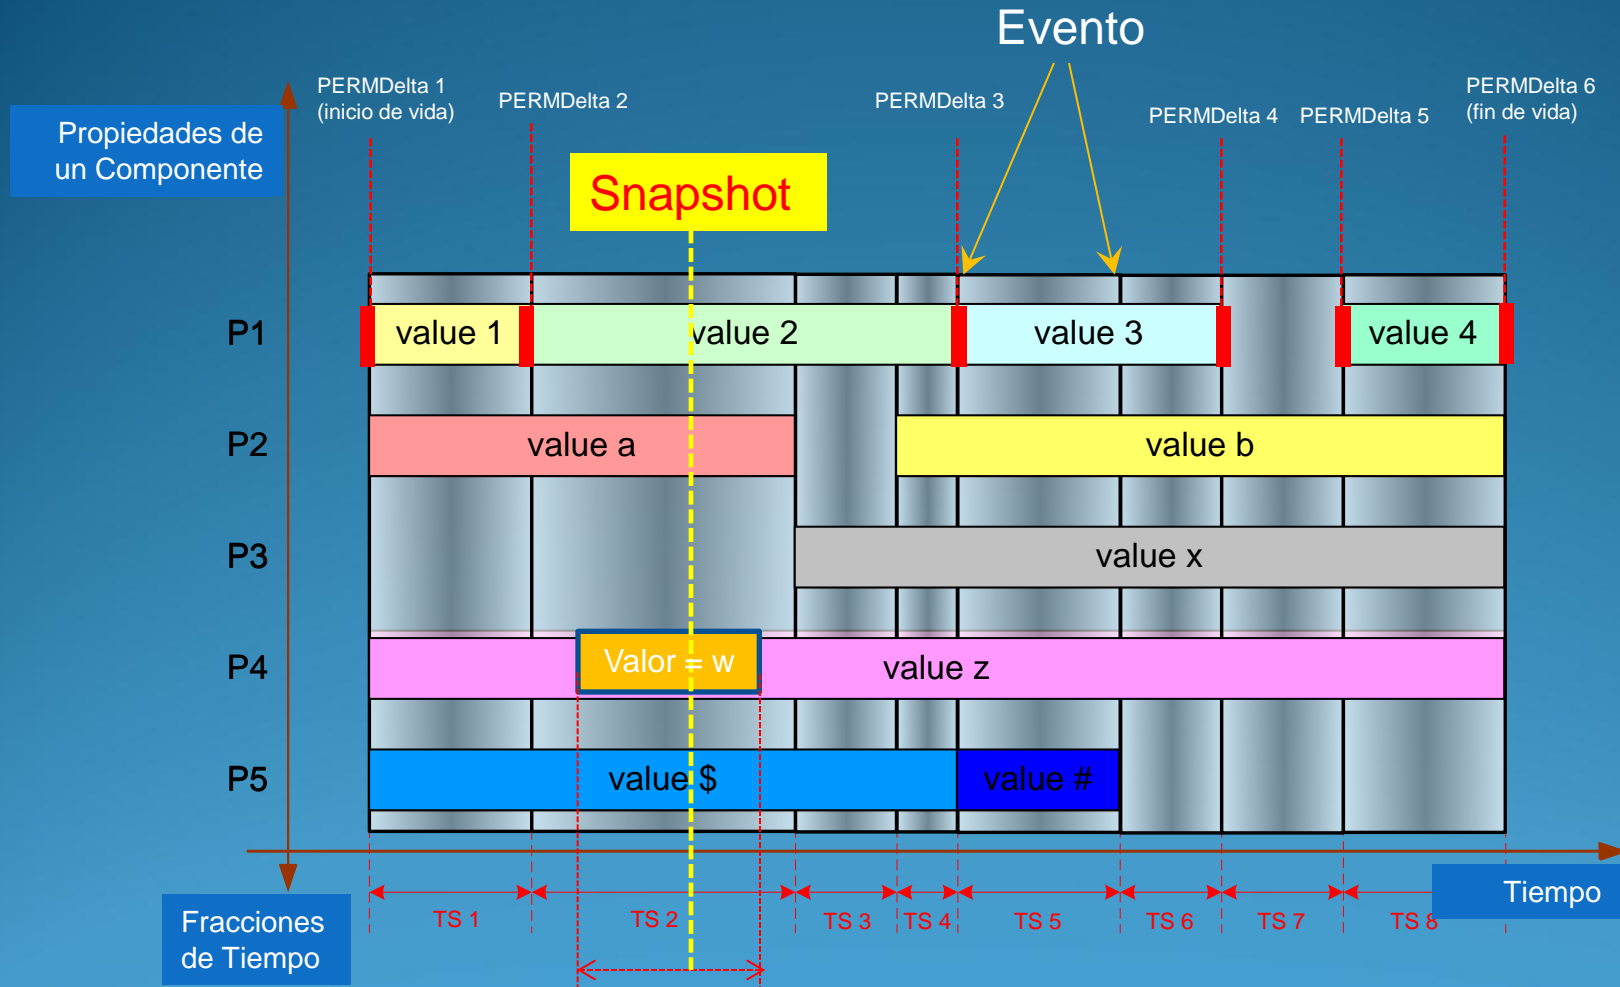 Evento
PERMDelta 1
(inicio de vida)
PERMDelta 2
PERMDelta 3
PERMDelta 4
PERMDelta 5
PERMDelta 6
(fin de vida)
Propiedades de
un Componente
Snapshot
P1
value 1
value 2
value 3
value 4
P2
value a
value b
P3
value x
P4
Valor = w
value z
P5
value $
value #
Tiempo
TS 1
TS 2
TS 3
TS 4
TS 5
TS 6
TS 7
TS 8
Fracciones
de Tiempo